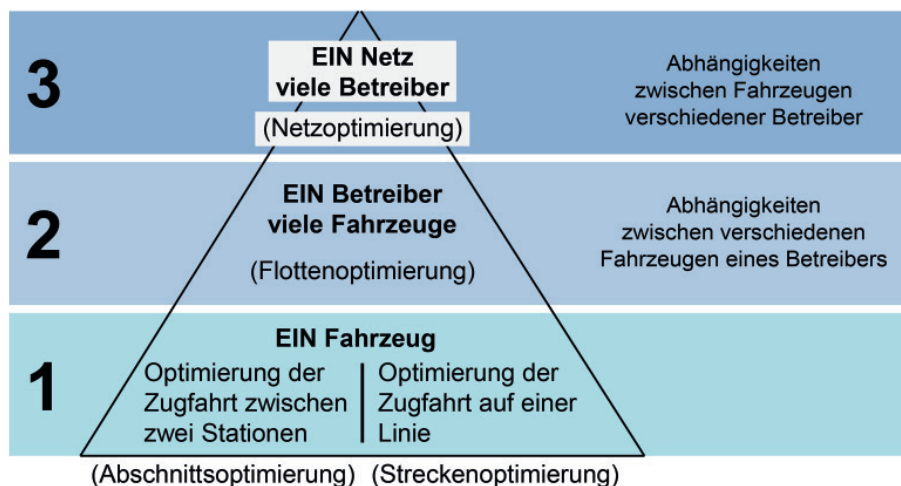 3
EIN Netz
viele Betreiber
(Netzoptimierung)
Abhängigkeiten
zwischen Fahrzeugen
verschiedener Betreiber
2
EIN Betreiber
viele Fahrzeuge
(Flottenoptimierung)
Abhängigkeiten
zwischen verschiedenen
Fahrzeugen eines Betreibers
1
EIN Fahrzeug
Optimierung der
Zugfahrt zwischen
zwei Stationen
Optimierung der
Zugfahrt auf einer
Linie
(Abschnittsoptimierung) (Streckenoptimierung)